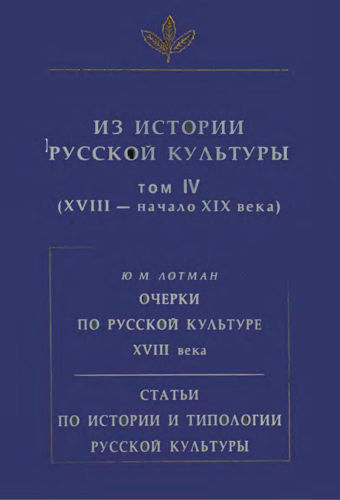 ИЗ ИСТОРИИ
РУССКОЙ КУЛЬТУРЫ
том IV
(XVIII — начало XIX века)
Ю. М. ЛОТМАН
ОЧЕРКИ
ПО РУССКОЙ КУЛЬТУРЕ
XVIII века
СТАТЬИ
ПО ИСТОРИИ И ТИПОЛОГИИ
РУССКОЙ КУЛЬТУРЫ